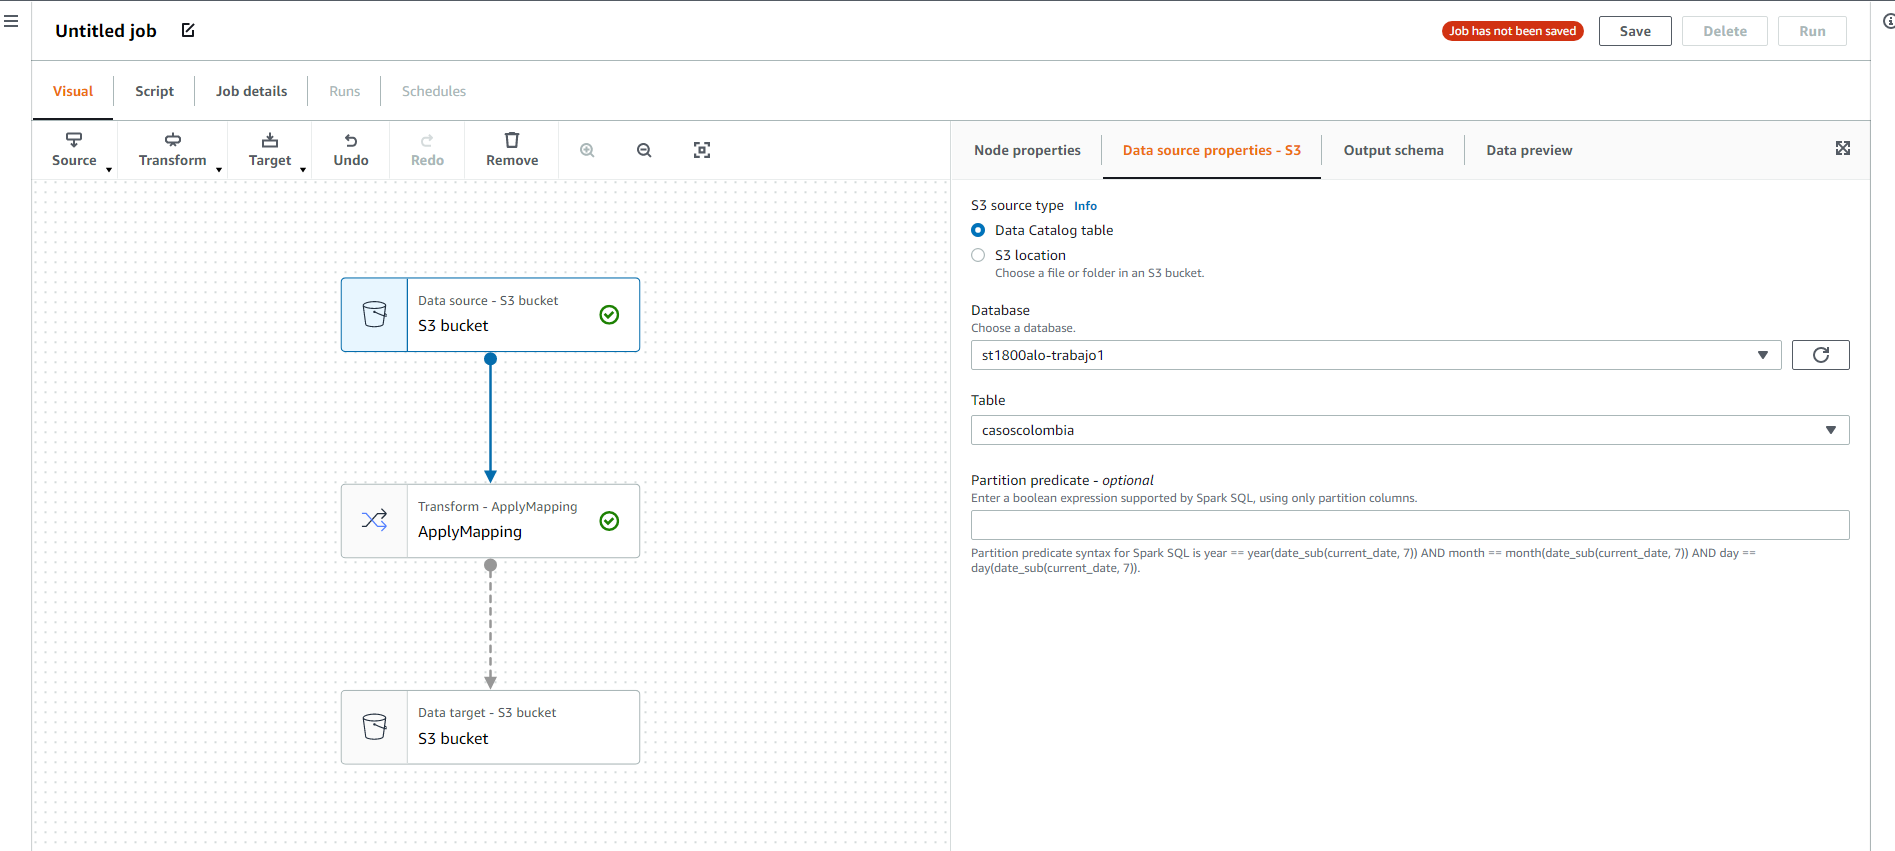 Untitled job
Job has not been saved
Save
Delete
Run
Visual
Script
Job details
Runs
Schedules
Source
Transform
Target
Undo
Redo
Remove
Data source - S3 bucket
S3 bucket
Transform - ApplyMapping
ApplyMapping
Data target - S3 bucket
S3 bucket
Node properties
Data source properties - S3
Output schema
Data preview
S3 source type Info
Data Catalog table
S3 location
Choose a file or folder in an S3 bucket.
Database
Choose a database.
st1800alo-trabajo1
Table
casoscolombia
Partition predicate - optional
Enter a boolean expression supported by Spark SQL, using only partition columns.
Partition predicate syntax for Spark SQL is year == year(date_sub(current_date, 7)) AND month == month(date_sub(current_date, 7)) AND day ==
day(date_sub(current_date, 7)).